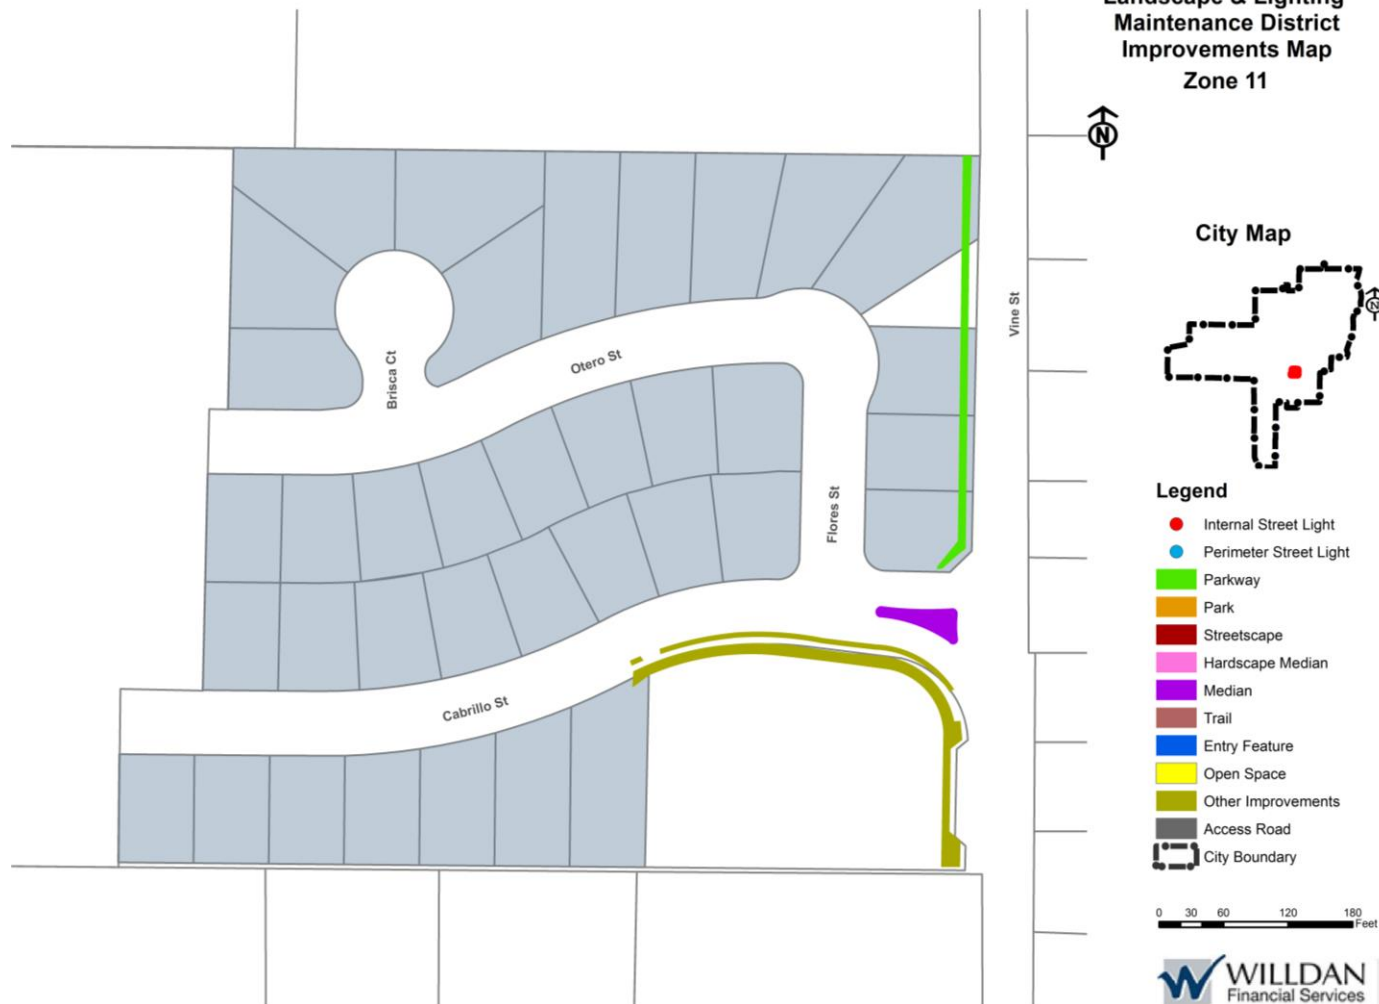 Landscape & Lighting
Maintenance District
Improvements Map
Zone 11
N
City Map
N
Vine St
Brisca Ct
Otero St
Flores St
Cabrillo St
Legend
Internal Street Light
Perimeter Street Light
Parkway
Park
Streetscape
Hardscape Median
Median
Trail
Entry Feature
Open Space
Other Improvements
Access Road
City Boundary
0 30 60 120 180
Feet
WILLDAN
Financial Services